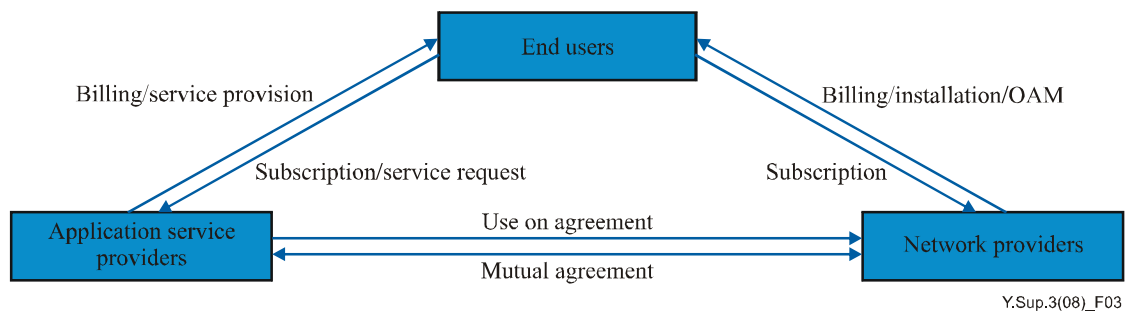 End users
Billing/service provision
Billing/installation/OAM
Subscription/service request
Subscription
Application service
providers
Use on agreement
Network providers
Mutual agreement
Y.Sup.3(08)_F03